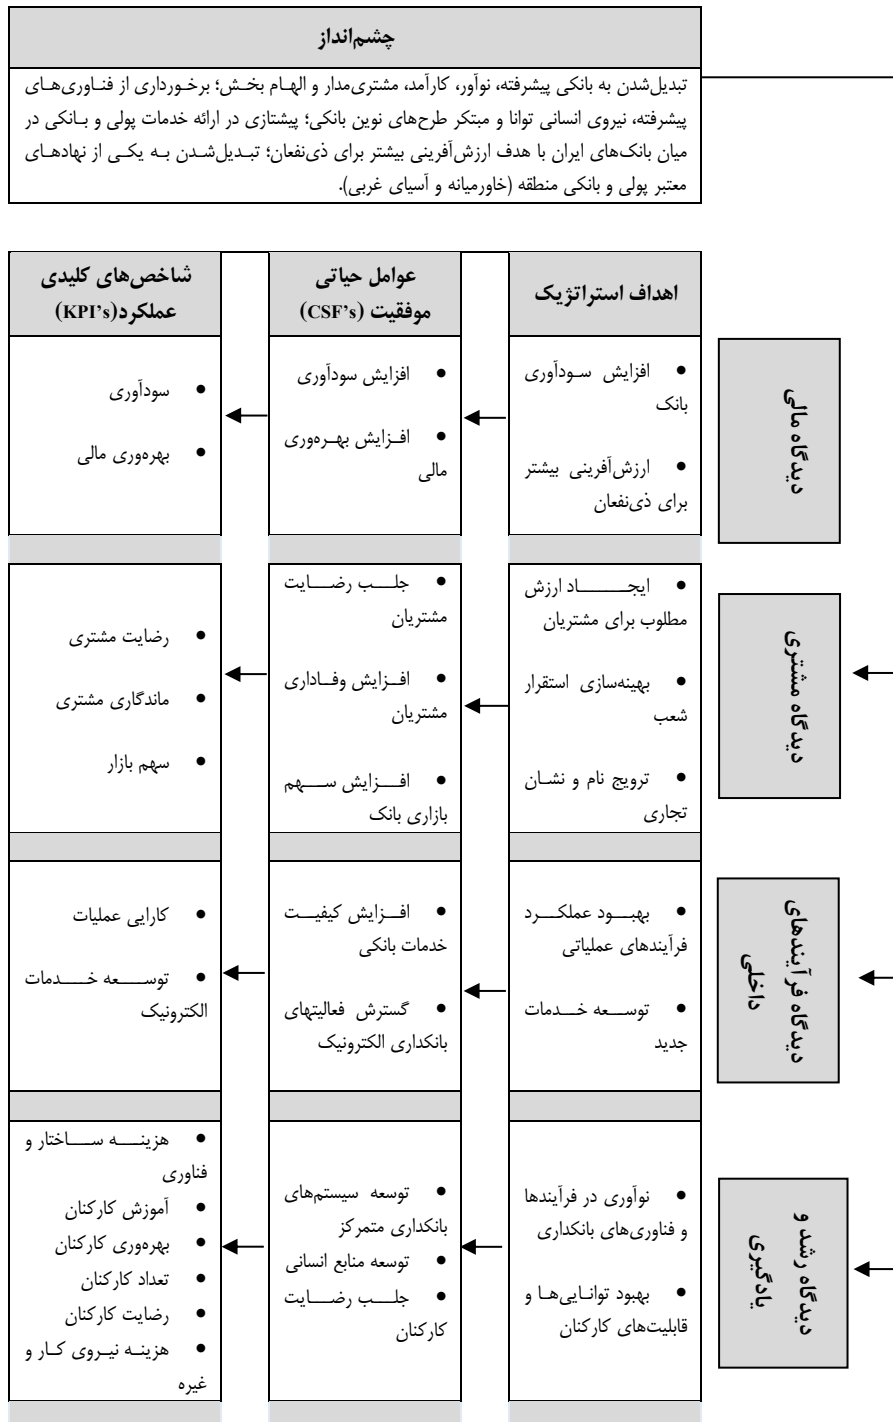 چشم‌انداز
تبدیل‌شدن به بانکی پیشرفته، نوآور، کارآمد، مشتری‌مدار و الهام بخش؛ برخورداری از فناوری‌های
پیشرفته، نیروی انسانی توانا و مبتکر طرح‌های نوین بانکی؛ پیشتازی در ارائه خدمات پولی و بانکی در
میان بانک‌های ایران با هدف ارزش‌آفرینی بیشتر برای ذی‌نفعان؛ تبدیل‌شدن به یکی از نهادهای
معتبر پولی و بانکی منطقه (خاورمیانه و آسیای غربی).
اهداف استراتژیک
عوامل حیاتی
موفقیت (CSF's)
شاخص‌های کلیدی
عملکرد(KPI's)
دیدگاه مالی
• افزایش سودآوری
بانک
• ارزش‌آفرینی بیشتر
برای ذی‌نفعان
• افزایش سودآوری
• افزایش بهره‌وری
مالی
• سودآوری
• بهره‌وری مالی
دیدگاه مشتری
• ایجاد ارزش
مطلوب برای مشتریان
• بهینه‌سازی استقرار
شعب
• ترویج نام و نشان
تجاری
• جلب رضایت
مشتریان
• افزایش وفاداری
مشتریان
• افزایش سهم
بازاری بانک
• رضایت مشتری
• ماندگاری مشتری
• سهم بازار
دیدگاه فرآیندهای
داخلی
• بهبود عملکرد
فرآیندهای عملیاتی
• توسعه خدمات
جدید
• افزایش کیفیت
خدمات بانکی
• گسترش فعالیتهای
بانکداری الکترونیک
• کارایی عملیات
• توسعه خدمات
الکترونیک
دیدگاه رشد و
یادگیری
• نوآوری در فرآیندها
و فناوری‌های بانکداری
• بهبود توانایی‌ها و
قابلیت‌های کارکنان
• توسعه سیستم‌های
بانکداری متمرکز
• توسعه منابع انسانی
• جلب رضایت
کارکنان
• هزینه ساختار و
فناوری
• آموزش کارکنان
• بهره‌وری کارکنان
• تعداد کارکنان
• رضایت کارکنان
• هزینه نیروی کار و
غیره